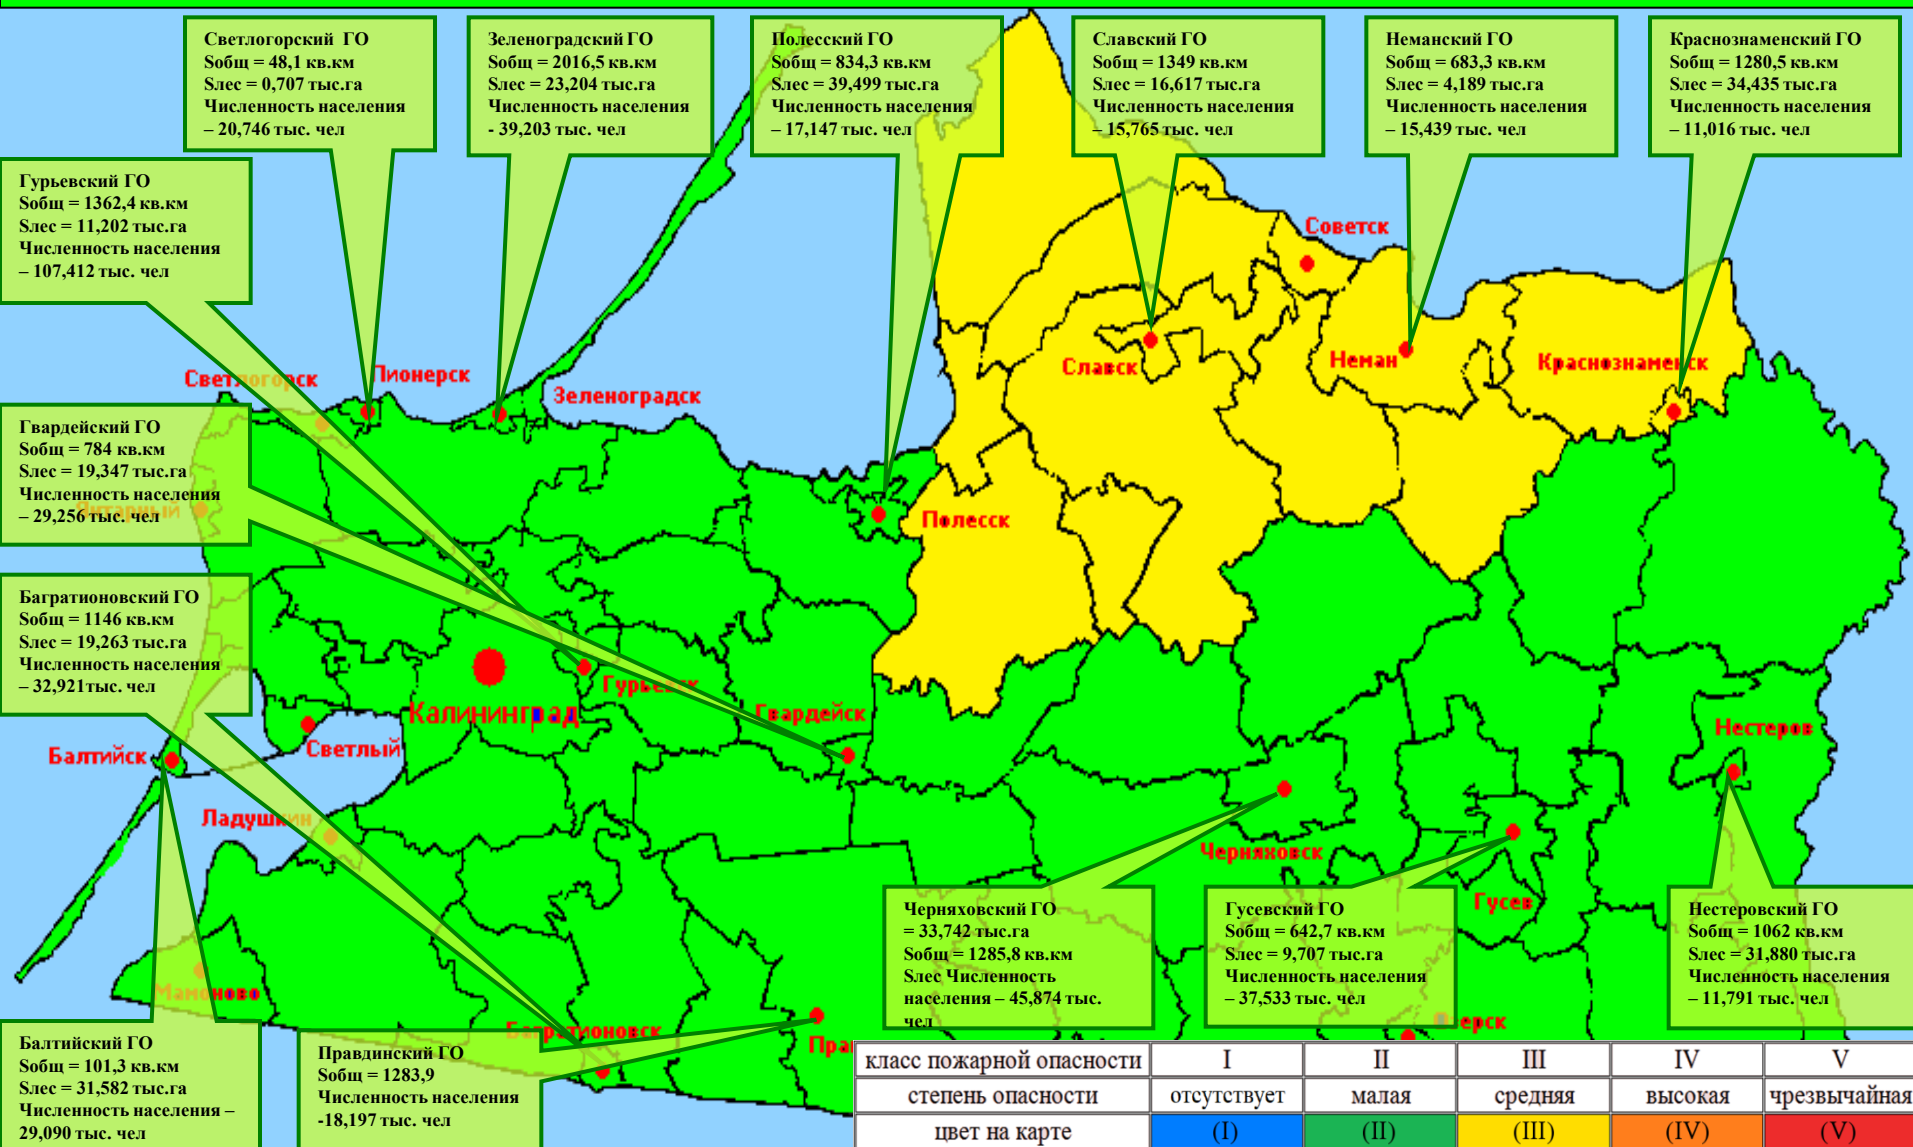 Светлогорский ГО
Sобщ = 48,1 кв.км
Sлес = 0,707 тыс.га
Численность населения
– 20,746 тыс. чел
Зеленоградский ГО
Sобщ = 2016,5 кв.км
Sлес = 23,204 тыс.га
Численность населения
- 39,203 тыс. чел
Полесский ГО
Sобщ = 834,3 кв.км
Sлес = 39,499 тыс.га
Численность населения
– 17,147 тыс. чел
Славский ГО
Sобщ = 1349 кв.км
Sлес = 16,617 тыс.га
Численность населения
– 15,765 тыс. чел
Неманский ГО
Sобщ = 683,3 кв.км
Sлес = 4,189 тыс.га
Численность населения
– 15,439 тыс. чел
Краснознаменский ГО
Sобщ = 1280,5 кв.км
Sлес = 34,435 тыс.га
Численность населения
– 11,016 тыс. чел
Гурьевский ГО
Sобщ = 1362,4 кв.км
Sлес = 11,202 тыс.га
Численность населения
– 107,412 тыс. чел
Советск
Славск
Неман
Краснознаменск
Светлогорск
Пионерск
Зеленоградск
Гвардейский ГО
Sобщ = 784 кв.км
Sлес = 19,347 тыс.га
Численность населения
– 29,256 тыс. чел
Янтарный
Полесск
Багратионовский ГО
Sобщ = 1146 кв.км
Sлес = 19,263 тыс.га
Численность населения
– 32,921тыс. чел
Гурьевск
Калининград
Гвардейск
Нестеров
Балтийск
Светлый
Ладушкин
Черняховск
Гусев
Черняховский ГО
= 33,742 тыс.га
Sобщ = 1285,8 кв.км
Sлес Численность
населения – 45,874 тыс.
чел
Гусевский ГО
Sобщ = 642,7 кв.км
Sлес = 9,707 тыс.га
Численность населения
– 37,533 тыс. чел
Нестеровский ГО
Sобщ = 1062 кв.км
Sлес = 31,880 тыс.га
Численность населения
– 11,791 тыс. чел
Мамоново
Багратионовск
Пра
зерск
Балтийский ГО
Sобщ = 101,3 кв.км
Sлес = 31,582 тыс.га
Численность населения –
29,090 тыс. чел
Правдинский ГО
Sобщ = 1283,9
Численность населения
-18,197 тыс. чел
класс пожарной опасности I II III IV V
степень опасности отсутствует малая средняя высокая чрезвычайная
цвет на карте (I) (II) (III) (IV) (V)